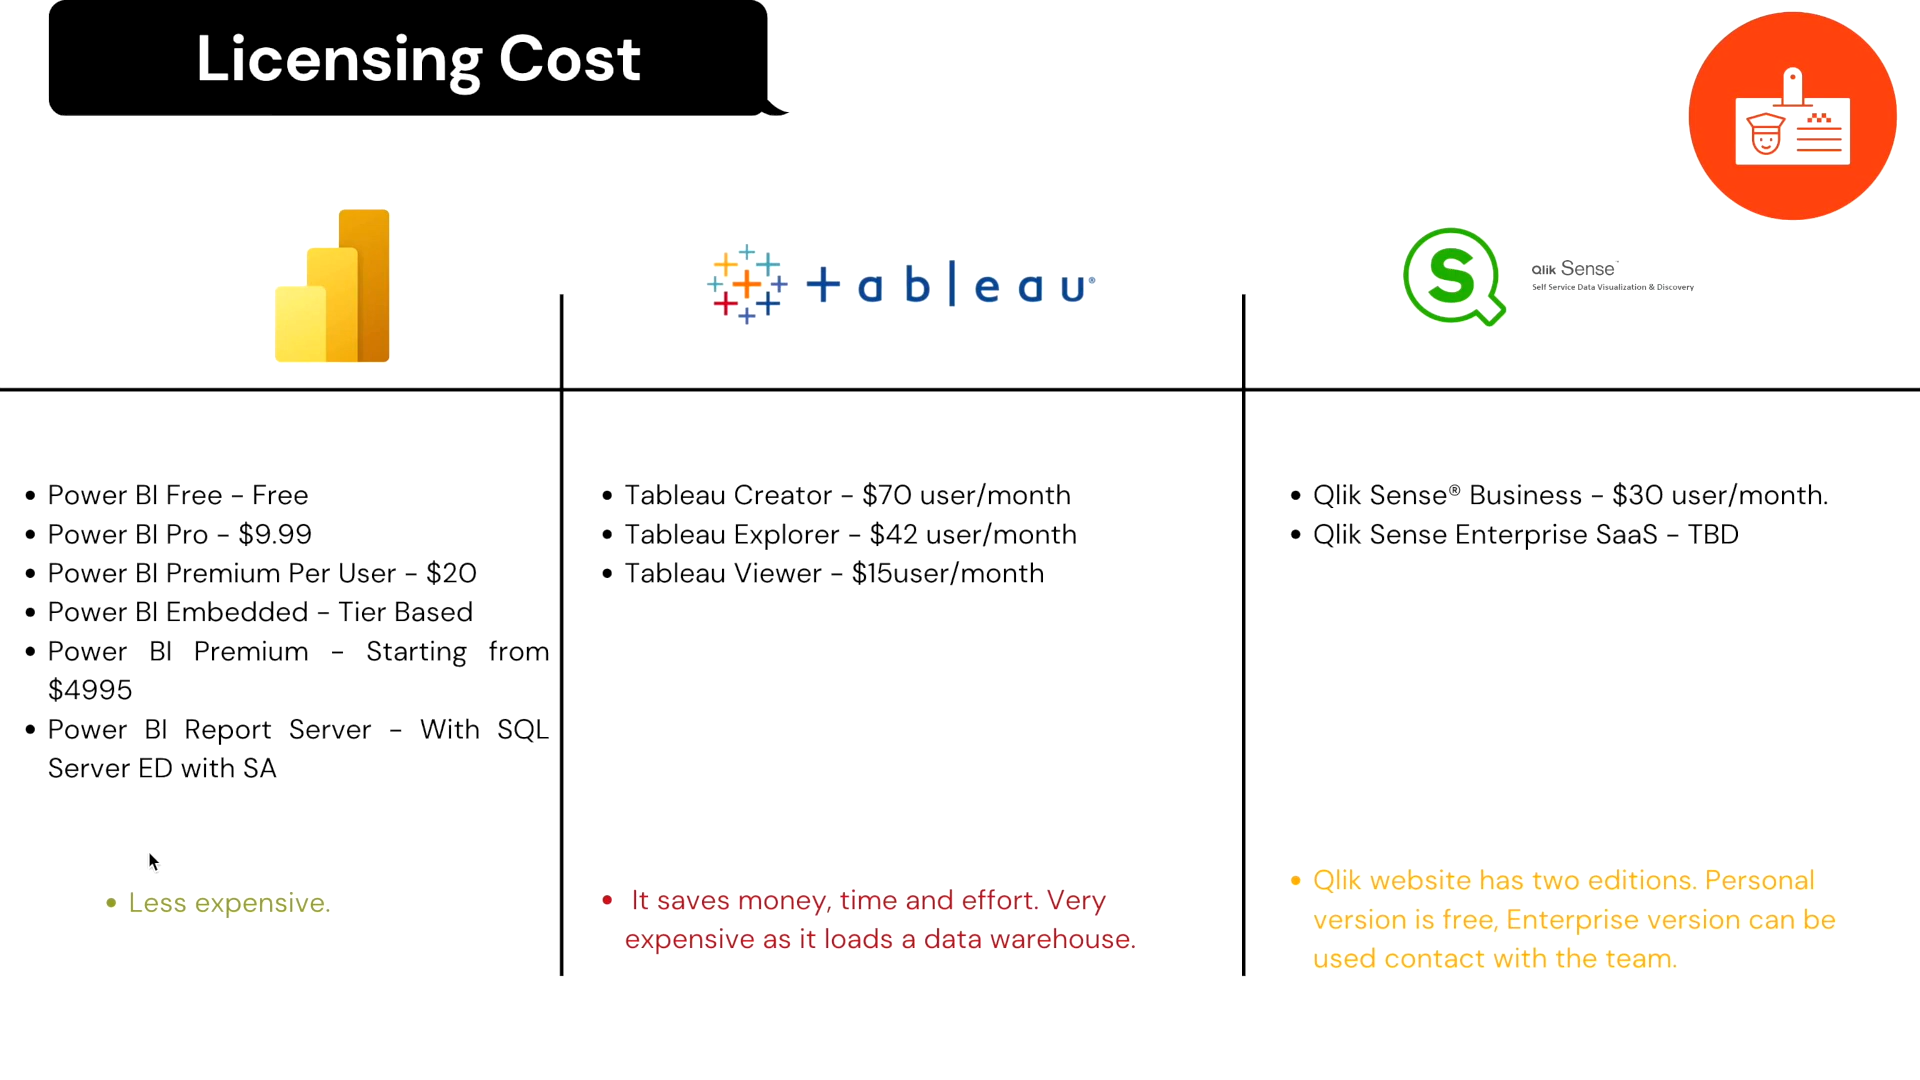 Licensing Cost
+ableau®
Qlik Sense™
Self Service Data Visualization & Discovery
• Power BI Free - Free
• Power BI Pro - $9.99
• Power BI Premium Per User - $20
• Power BI Embedded - Tier Based
• Power BI Premium - Starting from
$4995
• Power BI Report Server - With SQL
Server ED with SA
• Less expensive.
• Tableau Creator - $70 user/month
• Tableau Explorer - $42 user/month
• Tableau Viewer - $15user/month
• It saves money, time and effort. Very
expensive as it loads a data warehouse.
• Qlik Sense® Business - $30 user/month.
• Qlik Sense Enterprise SaaS - TBD
• Qlik website has two editions. Personal
version is free, Enterprise version can be
used contact with the team.